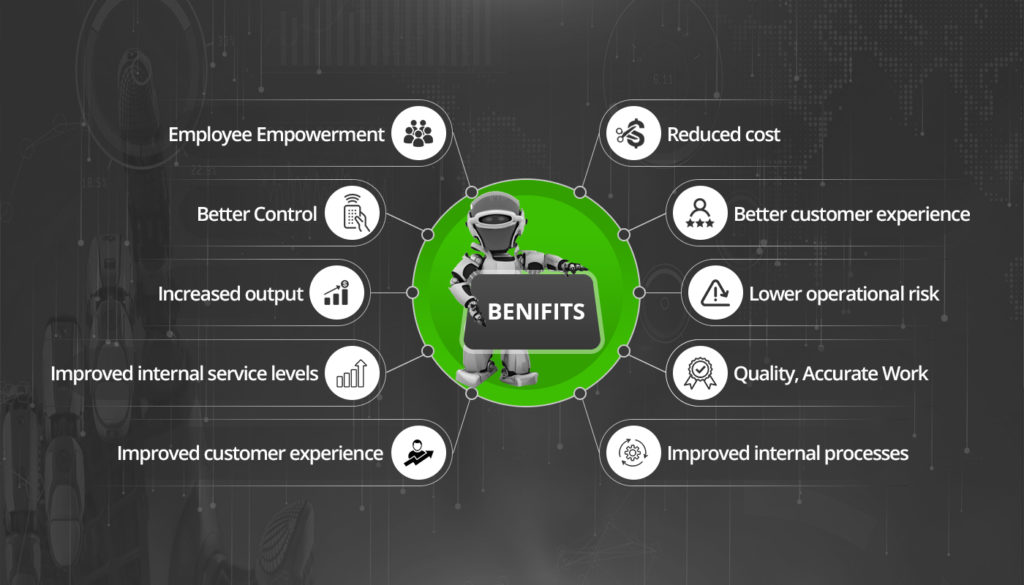 Employee Empowerment
Reduced cost
Better Control
Better customer experience
Increased output
Lower operational risk
BENIFITS
Improved internal service levels
Quality, Accurate Work
Improved customer experience
Improved internal processes